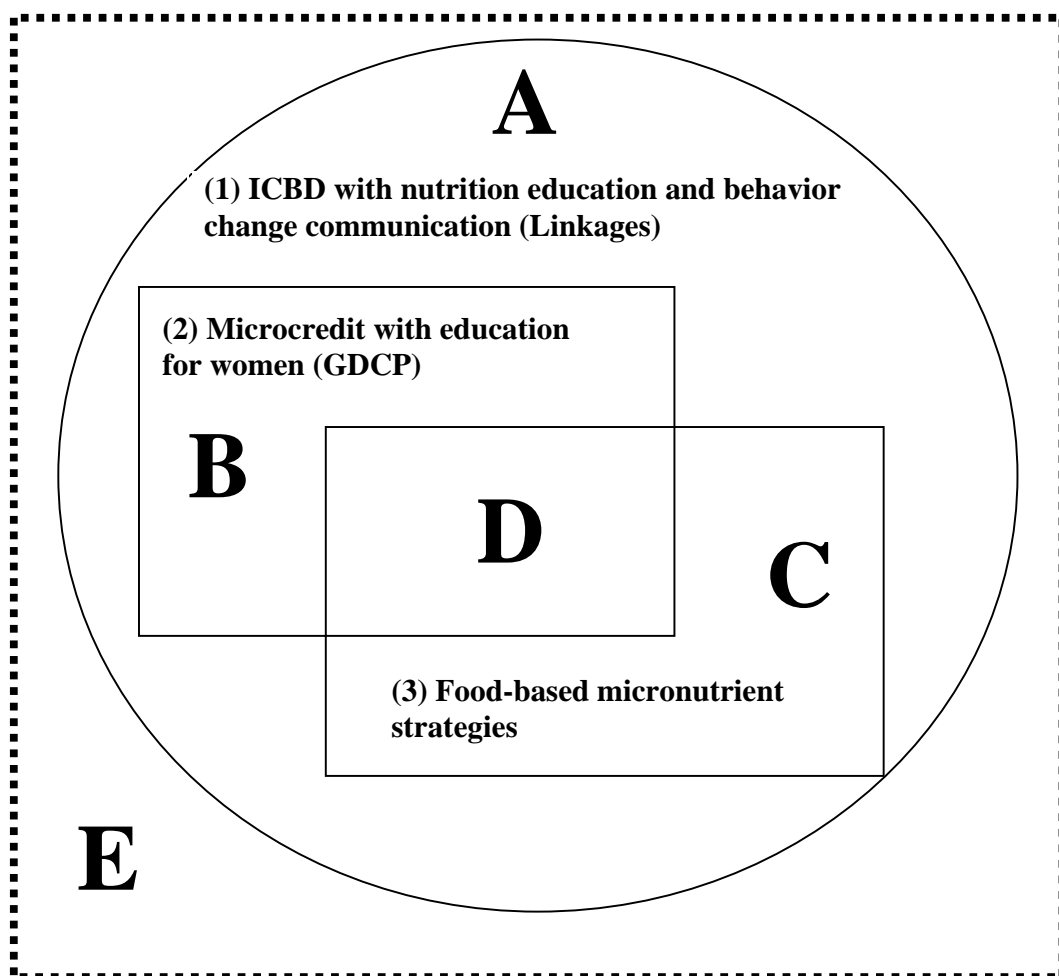 A
(1) ICBD with nutrition education and behavior
change communication (Linkages)
(2) Microcredit with education
for women (GDCP)
B
D
C
(3) Food-based micronutrient
strategies
E